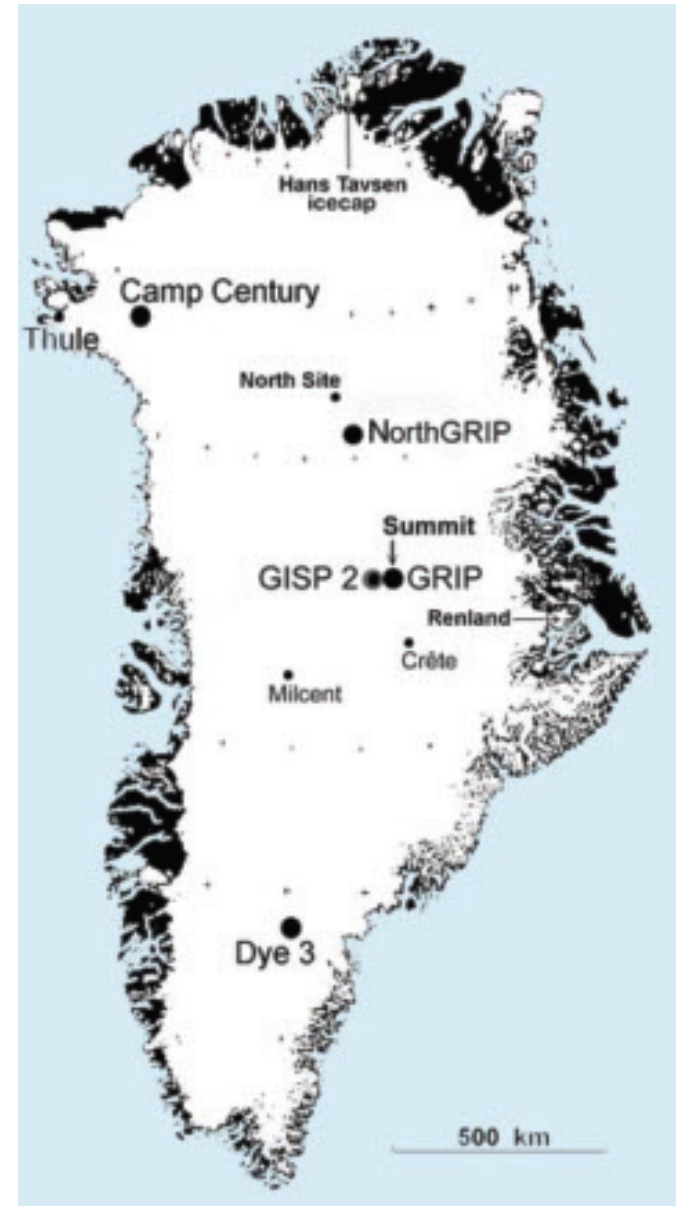 Hans Tavsen
icecap
Camp Century
Thule
North Site
NorthGRIP
Summit
GISP 2 GRIP
Renland
Crête
Milcent
Dye 3
500 km